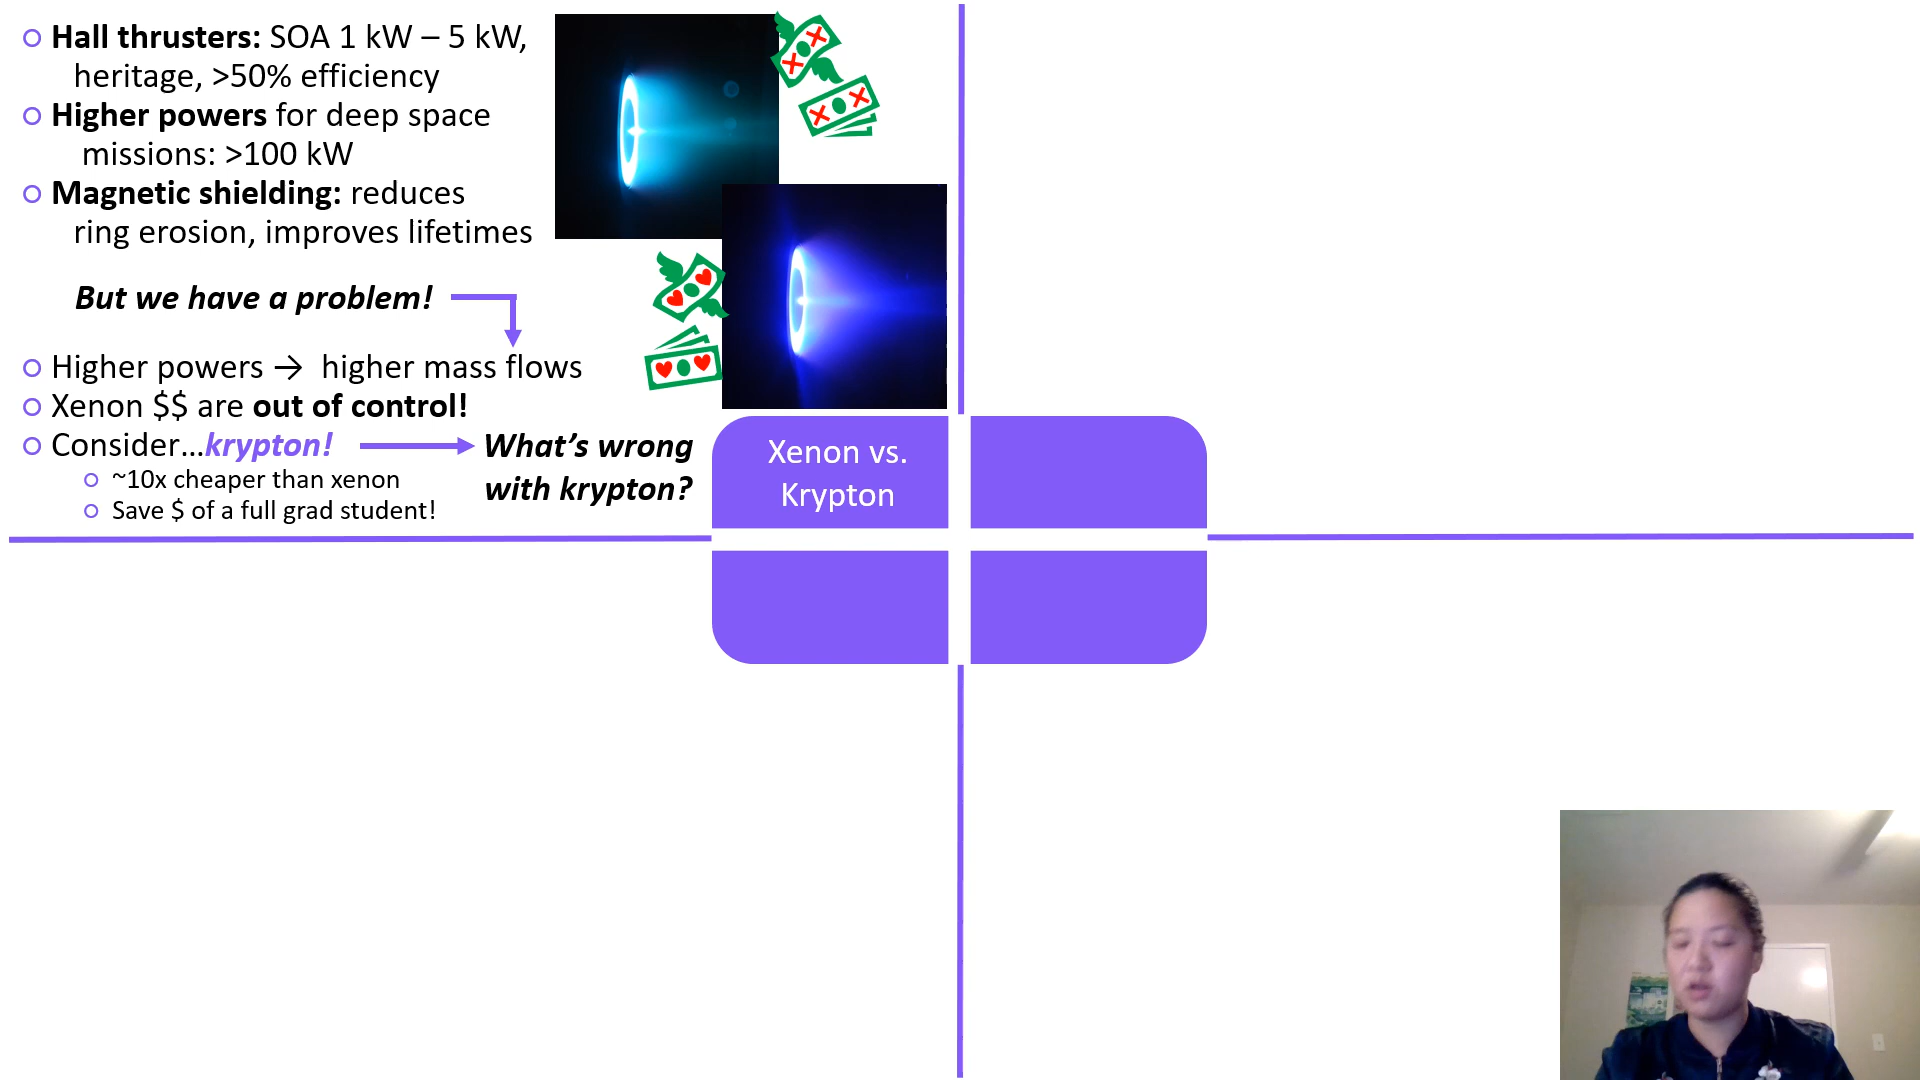 Hall thrusters: SOA 1 kW – 5 kW,
heritage, >50% efficiency
Higher powers for deep space
missions: >100 kW
Magnetic shielding: reduces
ring erosion, improves lifetimes
But we have a problem!
Higher powers → higher mass flows
Xenon $$ are out of control!
Consider...krypton!
~10x cheaper than xenon
Save $ of a full grad student!
What's wrong
with krypton?
Xenon vs.
Krypton